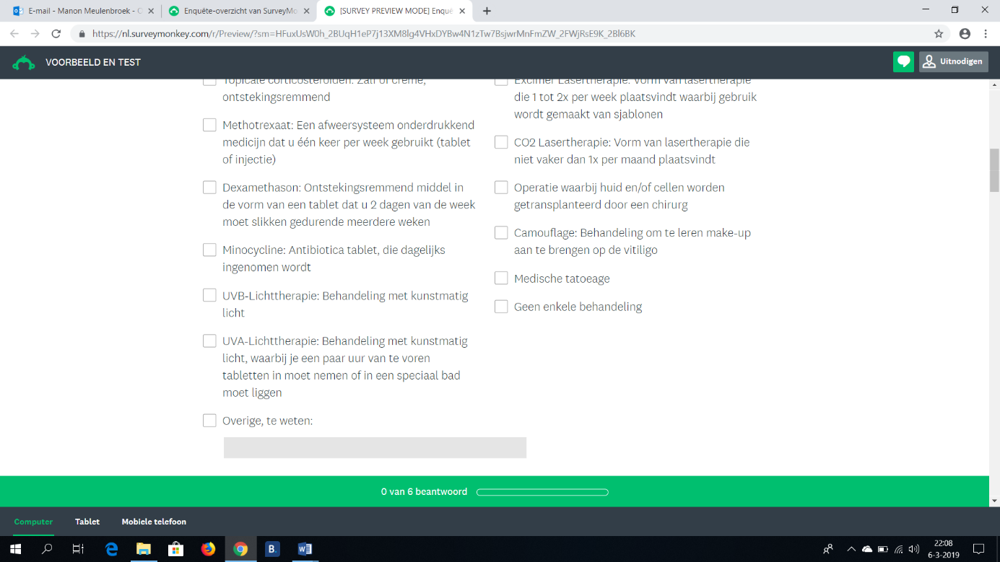 E-mail - Manon Meulenbroek - O
Enquête-overzicht van SurveyMo
[SURVEY PREVIEW MODE] Enquê
https://nl.surveymonkey.com/r/Preview/?sm=HFuxUsW0h_2BUqH1eP7j13XM8lg4VHxDYBw4N1zTw7BsjwrMnFmZW_2FWjRsE9K_2Bl6BK
VOORBEELD EN TEST
Uitnodigen
Topicale corticosteroïden: Zalf of crème,
ontstekingsremmend
Methotrexaat: Een afweersysteem onderdrukkend
medicijn dat u één keer per week gebruikt (tablet
of injectie)
Dexamethason: Ontstekingsremmend middel in
de vorm van een tablet dat u 2 dagen van de week
moet slikken gedurende meerdere weken
Minocycline: Antibiotica tablet, die dagelijks
ingenomen wordt
UVB-Lichttherapie: Behandeling met kunstmatig
licht
UVA-Lichttherapie: Behandeling met kunstmatig
licht, waarbij je een paar uur van te voren
tabletten in moet nemen of in een speciaal bad
moet liggen
Overige, te weten:
Excimer Lasertherapie: Vorm van lasertherapie
die 1 tot 2x per week plaatsvindt waarbij gebruik
wordt gemaakt van sjablonen
CO2 Lasertherapie: Vorm van lasertherapie die
niet vaker dan 1x per maand plaatsvindt
Operatie waarbij huid en/of cellen worden
getransplanteerd door een chirurg
Camouflage: Behandeling om te leren make-up
aan te brengen op de vitiligo
Medische tatoeage
Geen enkele behandeling
0 van 6 beantwoord
Computer
Tablet
Mobiele telefoon
B.
22:08
6-3-2019